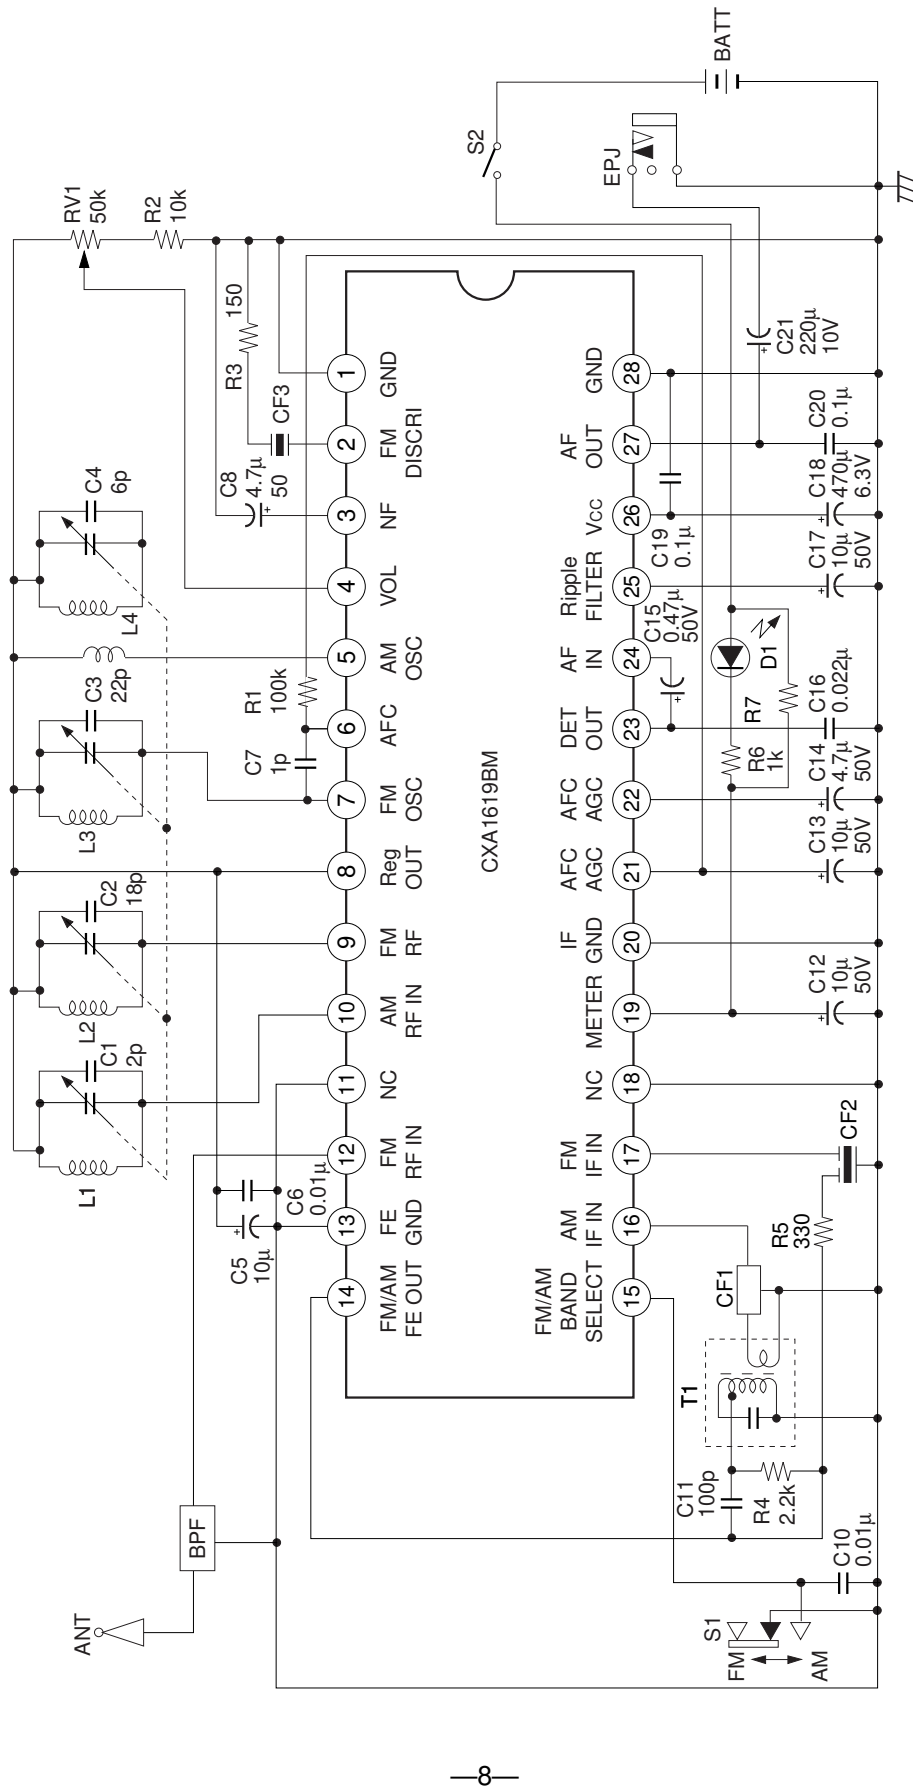 ANT
BPF
L1
C1
2p
L2
C2
18p
L3
C3
22p
L4
C4
6p
RV1
50k
R2
10k
C5
10µ
C6
0.01µ
C7
1p
R1
100k
C8
4.7µ
50
R3
150
CF3
14
13
12
11
10
9
8
7
6
5
4
3
2
1
FM/AM
FE OUT
FE
GND
FM
RF IN
NC
AM
RF IN
FM
RF
Reg
OUT
FM
OSC
AFC
AM
OSC
VOL
NF
FM
DISCRI
GND
CXA1619BM
FM/AM
BAND
SELECT
AM
IF IN
FM
IF IN
NC
METER
IF
GND
AFC
AGC
AFC
AGC
DET
OUT
AF
IN
Ripple
FILTER
Vcc
AF
OUT
GND
15
16
17
18
19
20
21
22
23
24
25
26
27
28
S1
FM
AM
C10
0.01µ
C11
100p
R4
2.2k
T1
CF1
R5
330
CF2
C12
10µ
50V
C13
10µ
50V
C14
4.7µ
50V
R6
1k
R7
D1
C16
0.022µ
C15
0.47µ
50V
C19
0.1µ
C17
10µ
50V
C18
470µ
6.3V
C20
0.1µ
C21
220µ
10V
S2
EPJ
BATT
—8—